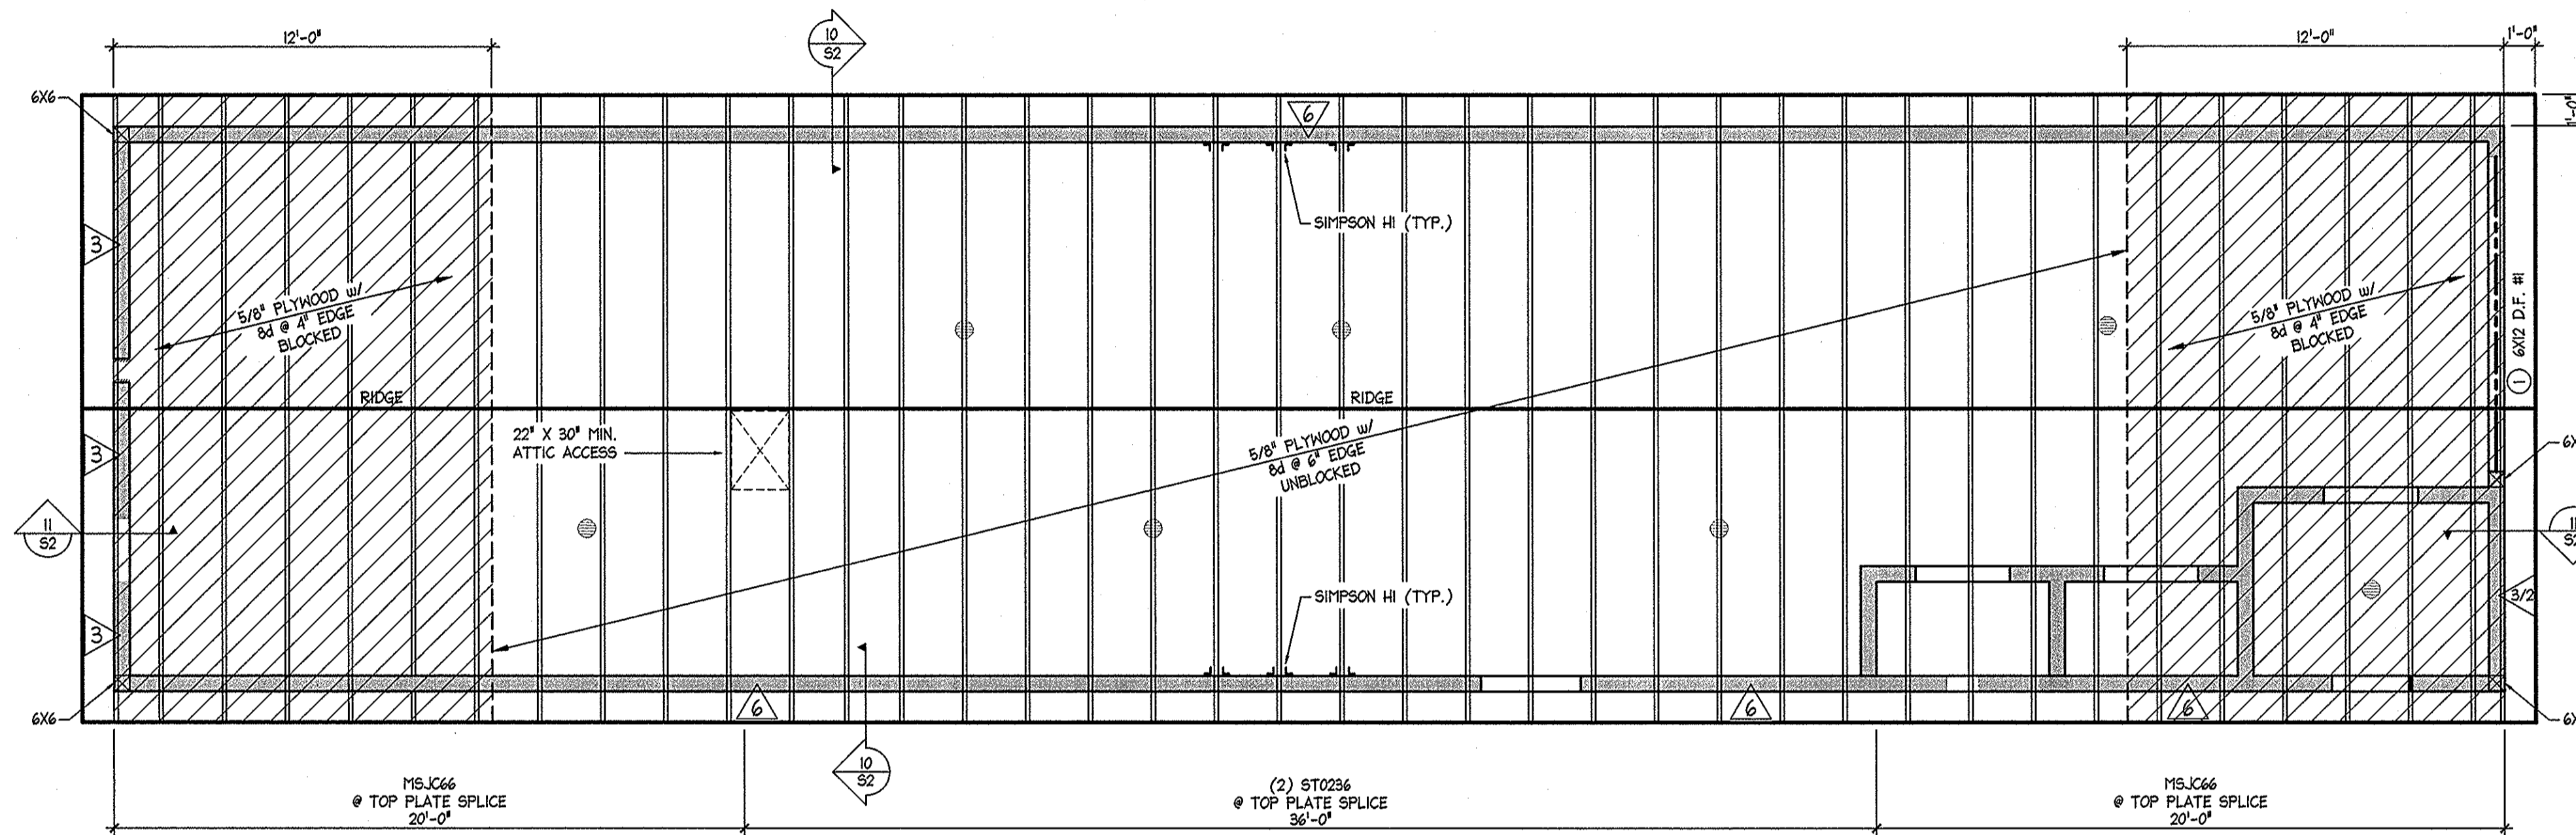 12'-0"
10
S2
12'-0"
1'-0"
6X6
6
1'-0"
3
SIMPSON H1 (TYP.)
5/8" PLYWOOD w/
8d @ 4" EDGE
BLOCKED
5/8" PLYWOOD w/
8d @ 4" EDGE
BLOCKED
6X12 D.F. #1
1
RIDGE
RIDGE
22" X 30" MIN.
ATTIC ACCESS
5/8" PLYWOOD w/
8d @ 6" EDGE
UNBLOCKED
3
6X
11
S2
SIMPSON H1 (TYP.)
3
3/2
6X6
6
6
6
6X
10
S2
MSJC66
@ TOP PLATE SPLICE
20'-0"
(2) ST0236
@ TOP PLATE SPLICE
36'-0"
MSJC66
@ TOP PLATE SPLICE
20'-0"